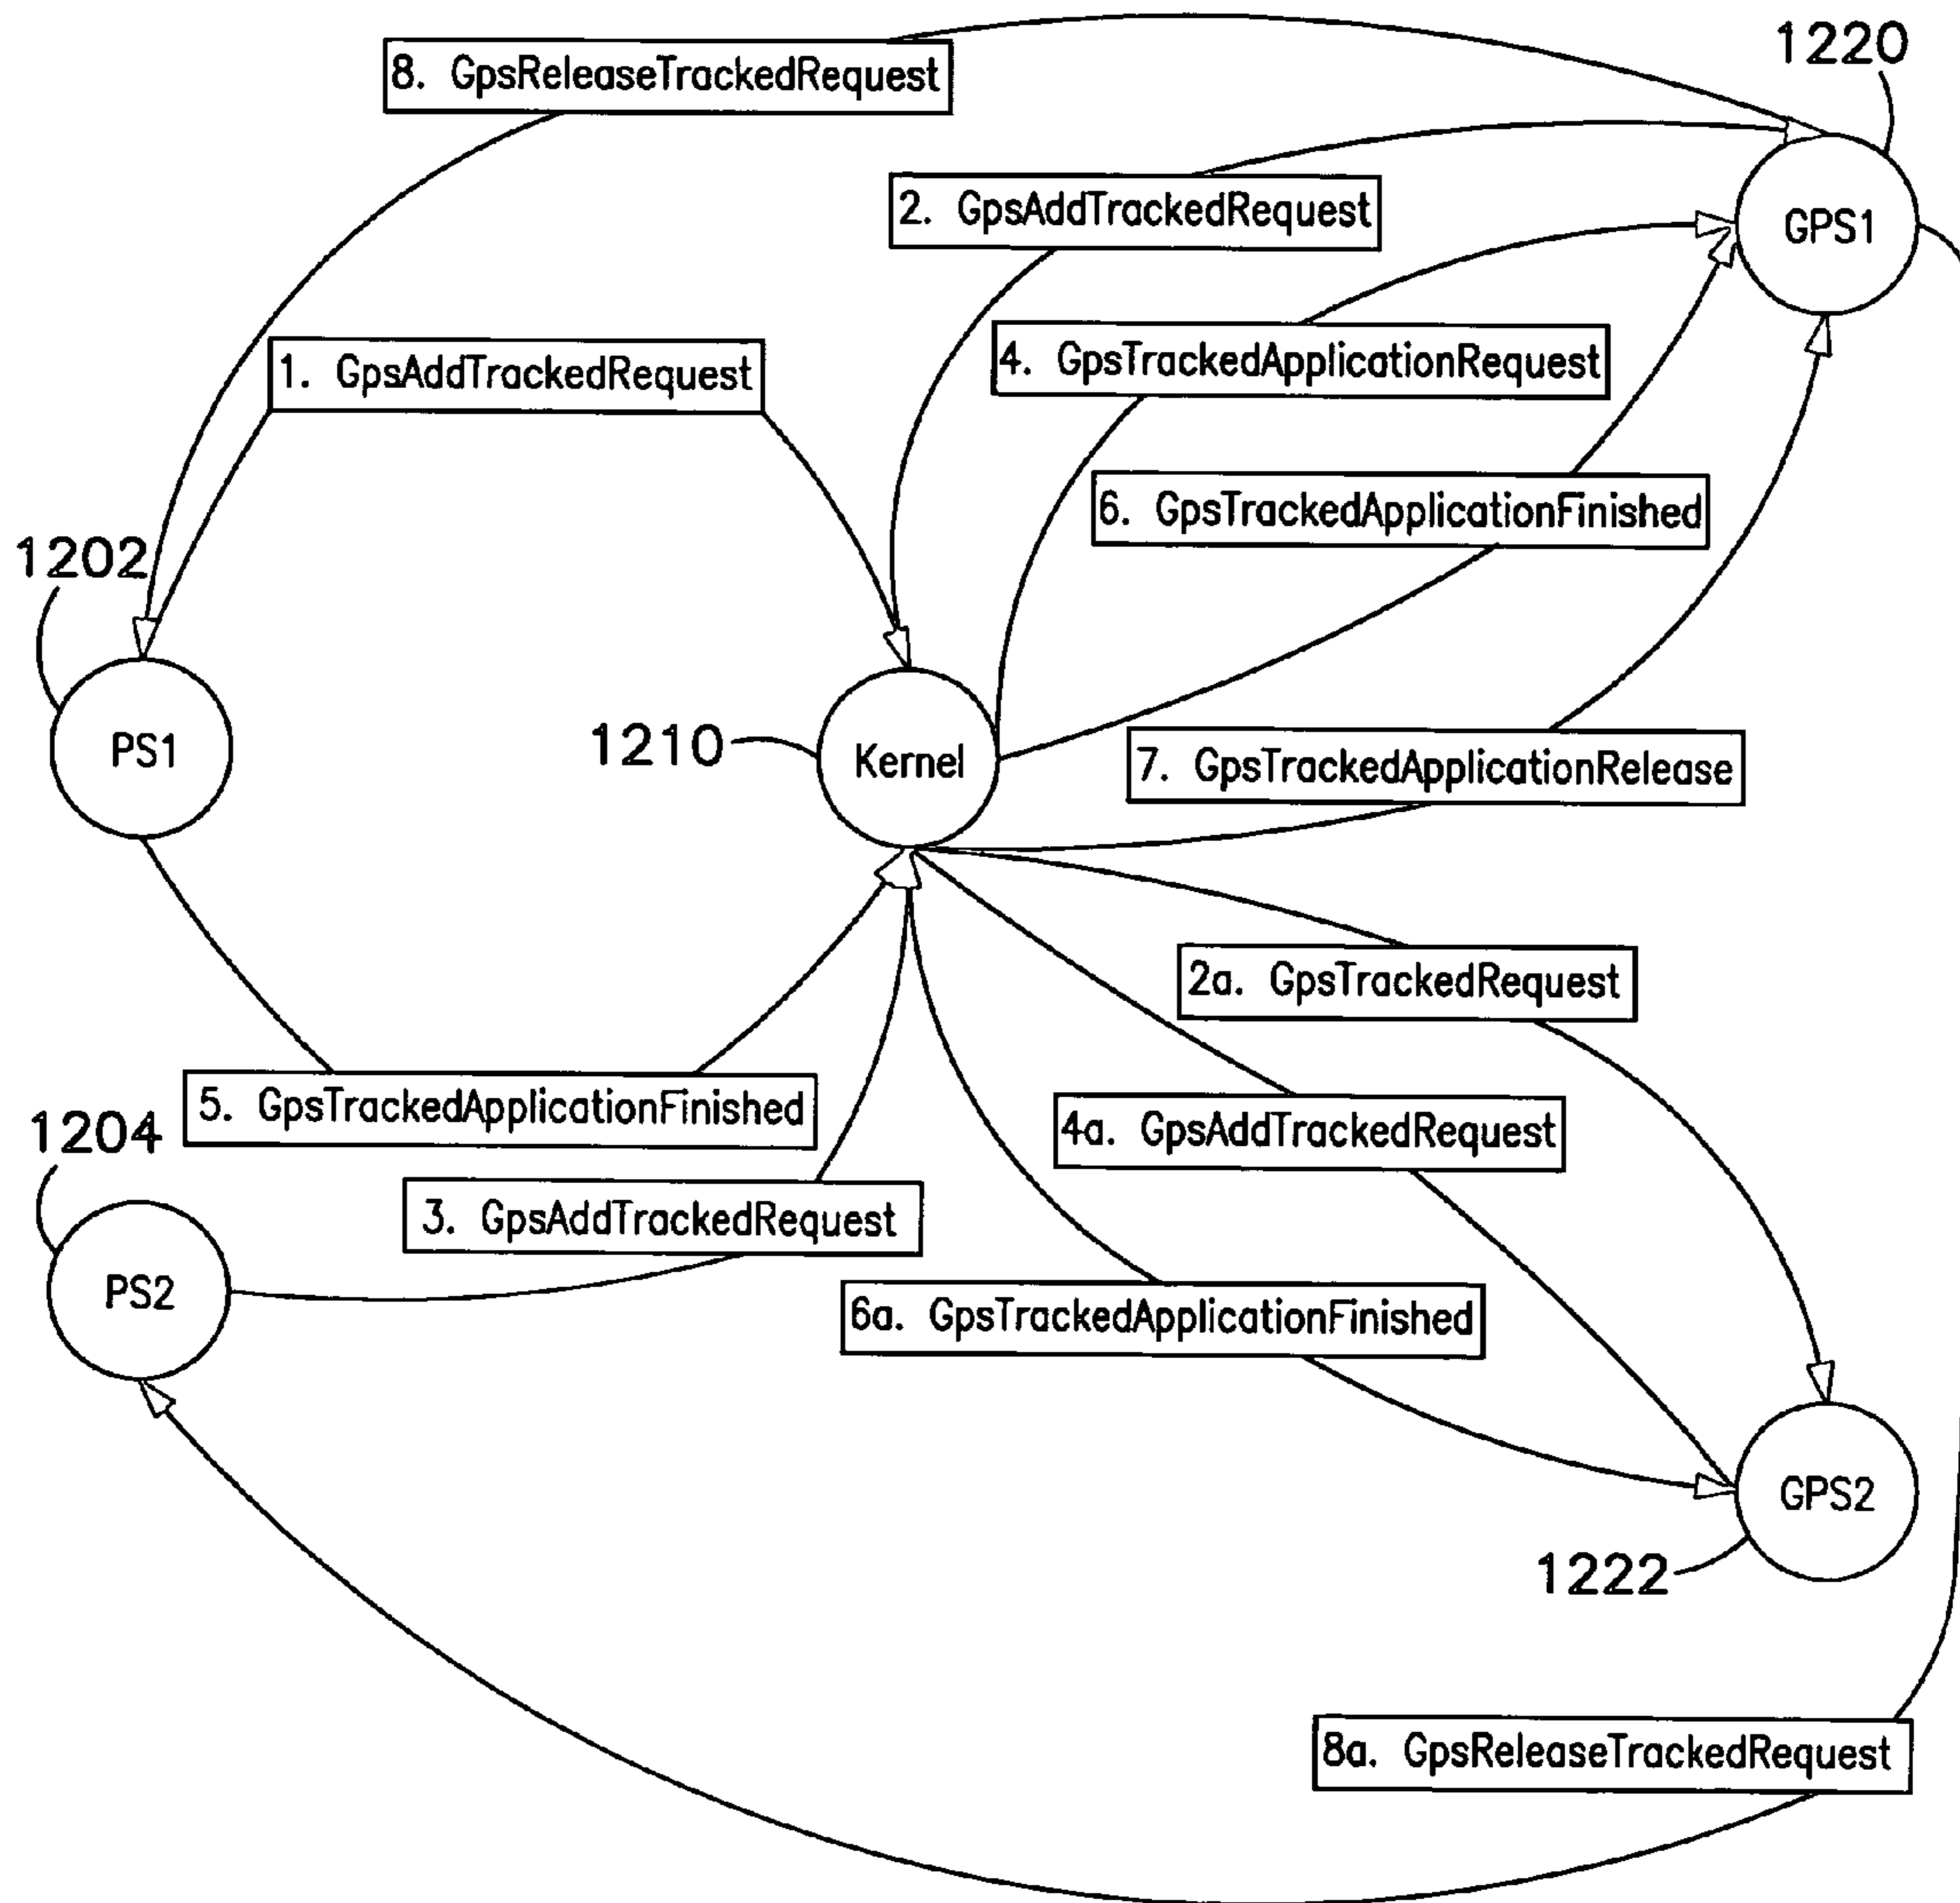 8. GpsReleaseTrackedRequest
1220
2. GpsAddTrackedRequest
GPS1
4. GpsTrackedApplicationRequest
1. GpsAddTrackedRequest
6. GpsTrackedApplicationFinished
1202
PS1
1210
Kernel
7. GpsTrackedApplicationRelease
2a. GpsTrackedRequest
5. GpsTrackedApplicationFinished
4a. GpsAddTrackedRequest
1204
3. GpsAddTrackedRequest
PS2
6a. GpsTrackedApplicationFinished
GPS2
1222
8a. GpsReleaseTrackedRequest